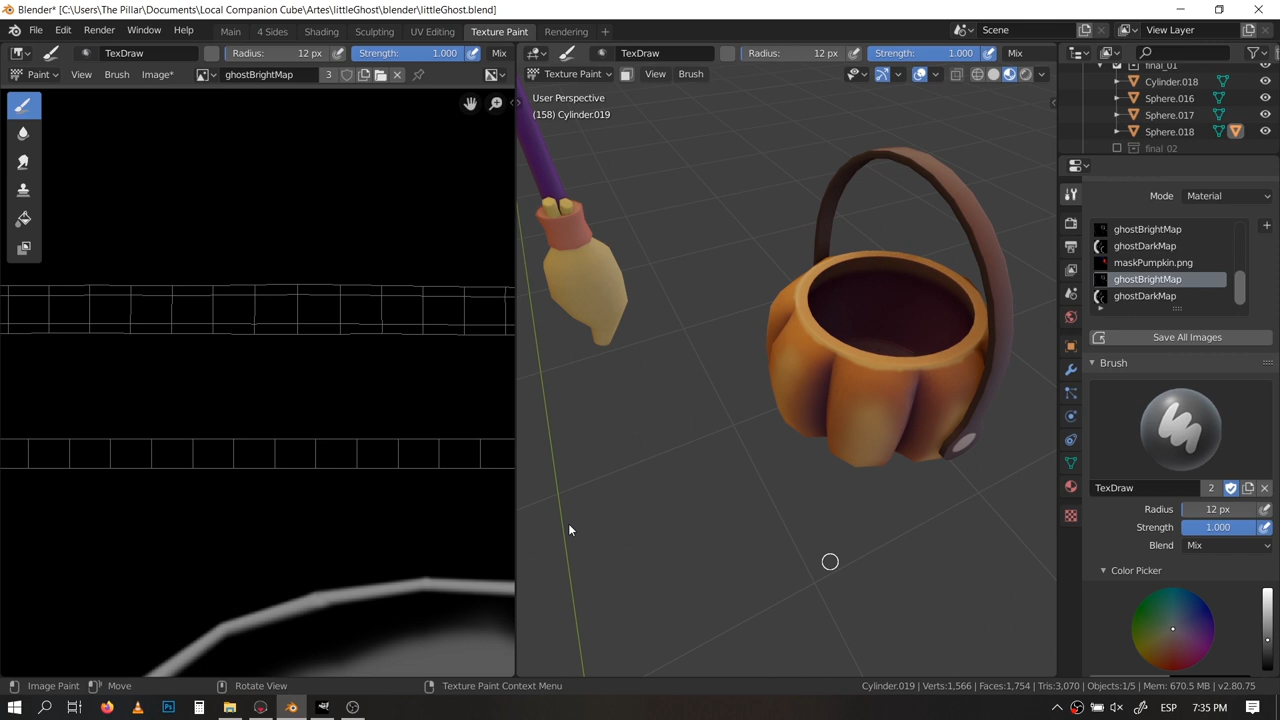 Blender* [C:\Users\The Pillar\Documents\Local Companion Cube\Artes\littleGhost\blender\littleGhost.blend]
File Edit Render Window Help Main 4 Sides Shading Sculpting UV Editing Texture Paint Rendering Scene View Layer
TexDraw Radius: 12 px Strength: 1.000 Mix TexDraw Radius: 12 px Strength: 1.000 Mix
Paint View Brush Image* ghostBrightMap 3 Texture Paint View Brush
User Perspective
(158) Cylinder.019
final_01
Cylinder.018
Sphere.016
Sphere.017
Sphere.018
final_02
Mode Material
ghostBrightMap
ghostDarkMap
maskPumpkin.png
ghostBrightMap
ghostDarkMap
Save All Images
Brush
TexDraw 2
Radius 12 px
Strength 1.000
Blend Mix
Color Picker
Image Paint Move Rotate View Texture Paint Context Menu Cylinder.019 | Verts:1,566 | Faces:1,754 | Tris:3,070 | Objects:1/5 | Mem: 670.5 MB | v2.80.75
ESP 7:35 PM